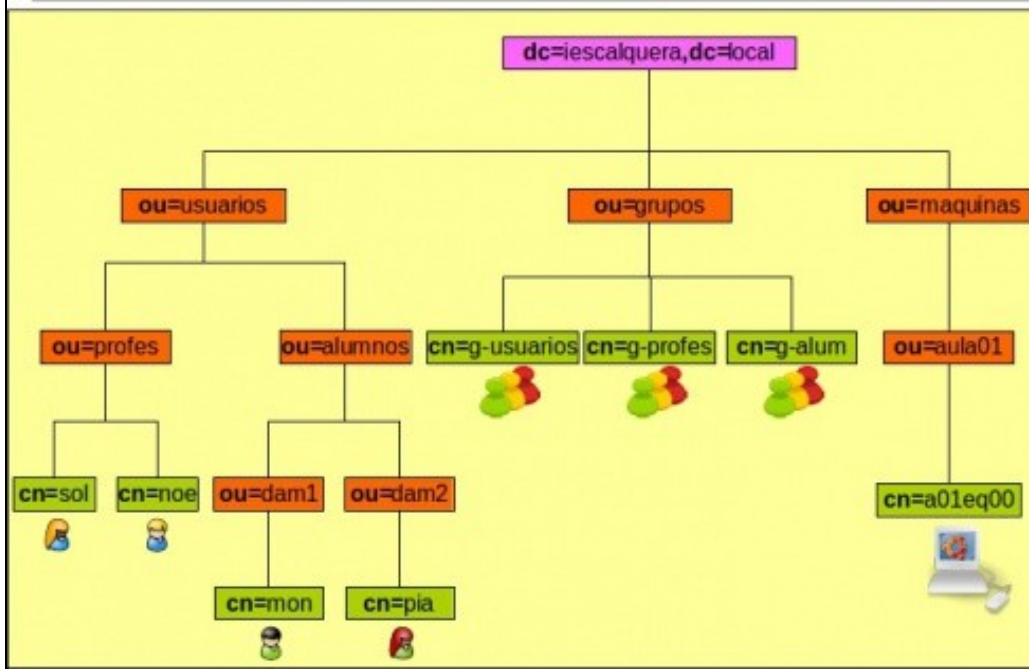 dc=iescalquera,dc=local
ou=usuarios
ou=grupos
ou=maquinas
ou=profes
ou=alumnos
cn=g-usuarios
cn=g-profes
cn=g-alum
ou=aula01
cn=sol
cn=noe
ou=dam1
ou=dam2
cn=a01eq00
cn=mon
cn=pia